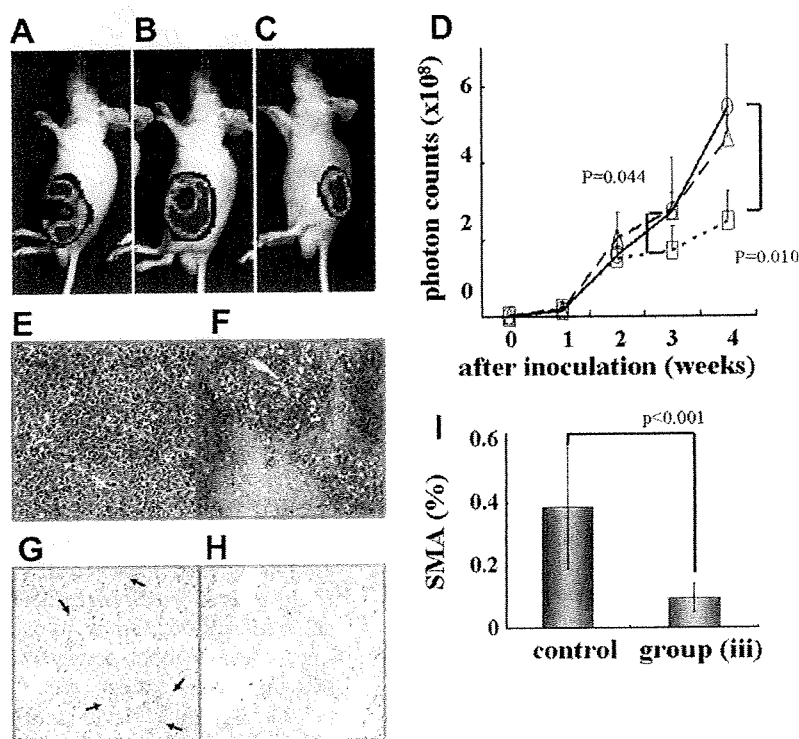 A
B
C
D
photon counts (x10⁸)
6
4
2
0
P=0.044
P=0.010
0 1 2 3 4
after inoculation (weeks)
E
F
G
H
I
p<0.001
SMA (%)
0.6
0.4
0.2
0
control group (iii)